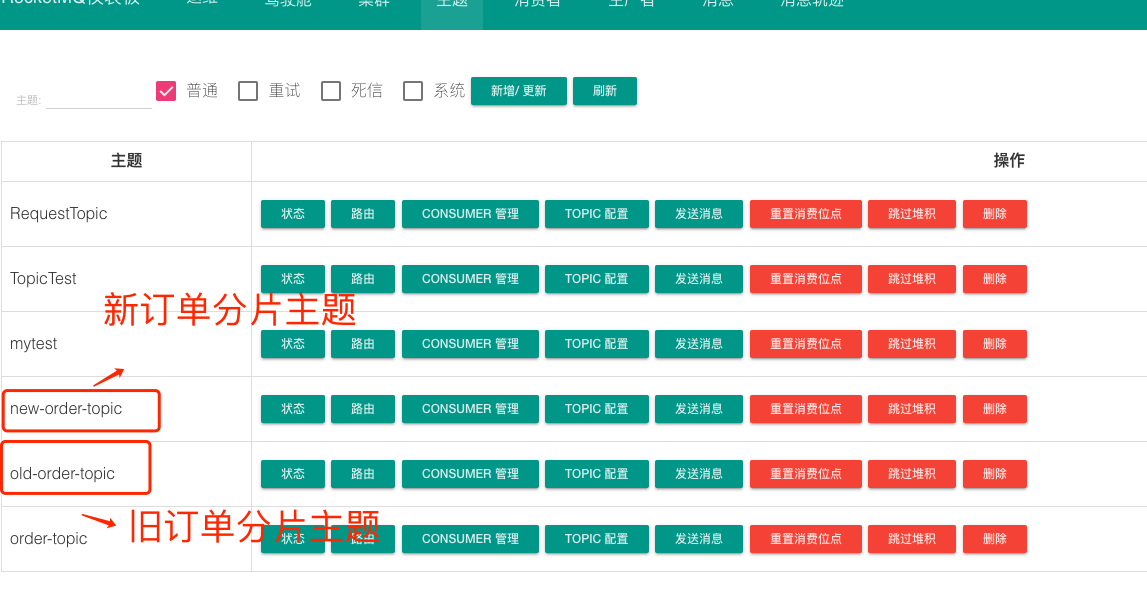 RocketMQ仪表板 运维 驾驶舱 集群 主题 消费者 生产者 消息 消息轨迹
主题: 普通 重试 死信 系统 新增/ 更新 刷新
主题 操作
RequestTopic 状态 路由 CONSUMER 管理 TOPIC 配置 发送消息 重置消费位点 跳过堆积 删除
TopicTest 状态 路由 CONSUMER 管理 TOPIC 配置 发送消息 重置消费位点 跳过堆积 删除
新订单分片主题
mytest 状态 路由 CONSUMER 管理 TOPIC 配置 发送消息 重置消费位点 跳过堆积 删除
new-order-topic 状态 路由 CONSUMER 管理 TOPIC 配置 发送消息 重置消费位点 跳过堆积 删除
old-order-topic 状态 路由 CONSUMER 管理 TOPIC 配置 发送消息 重置消费位点 跳过堆积 删除
旧订单分片主题
order-topic 状态 路由 CONSUMER 管理 TOPIC 配置 发送消息 重置消费位点 跳过堆积 删除